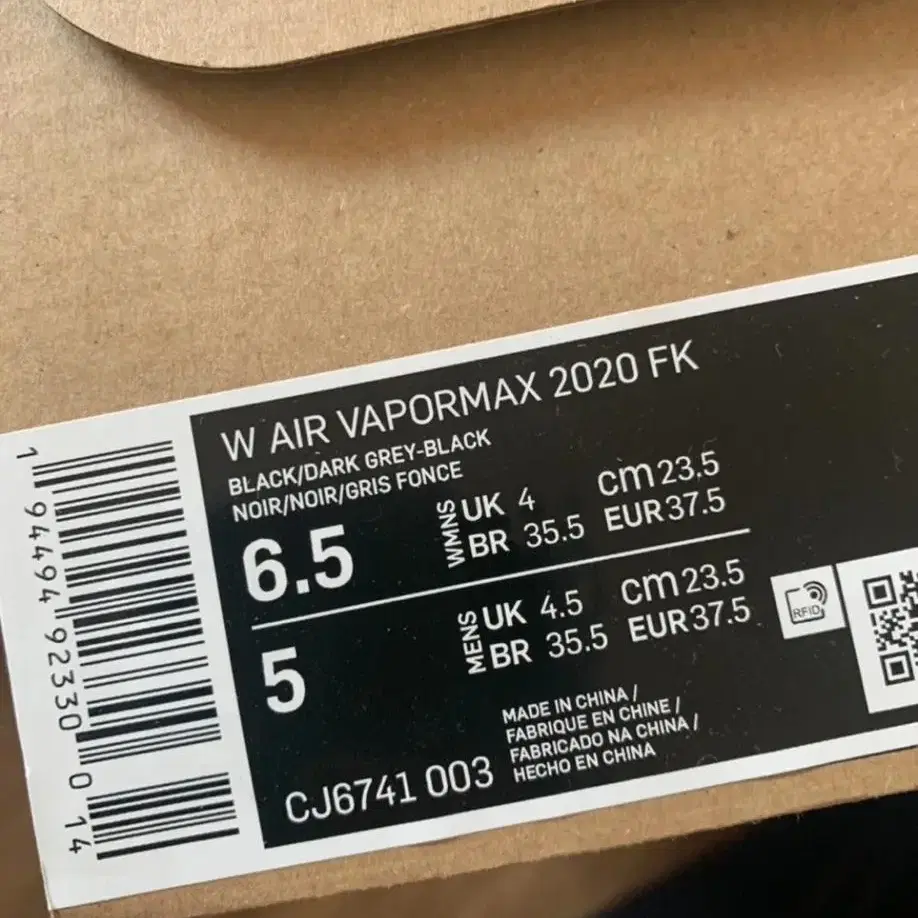 W AIR VAPORMAX 2020 FK
BLACK/DARK GREY-BLACK
NOIR/NOIR/GRIS FONCE
6.5 WMNS UK 4 cm 23.5
BR 35.5 EUR 37.5
5 MENS UK 4.5 cm 23.5
BR 35.5 EUR 37.5
RFID
MADE IN CHINA /
FABRIQUE EN CHINE /
FABRICADO NA CHINA /
HECHO EN CHINA
CJ6741 003
1 94494 92330 0 14